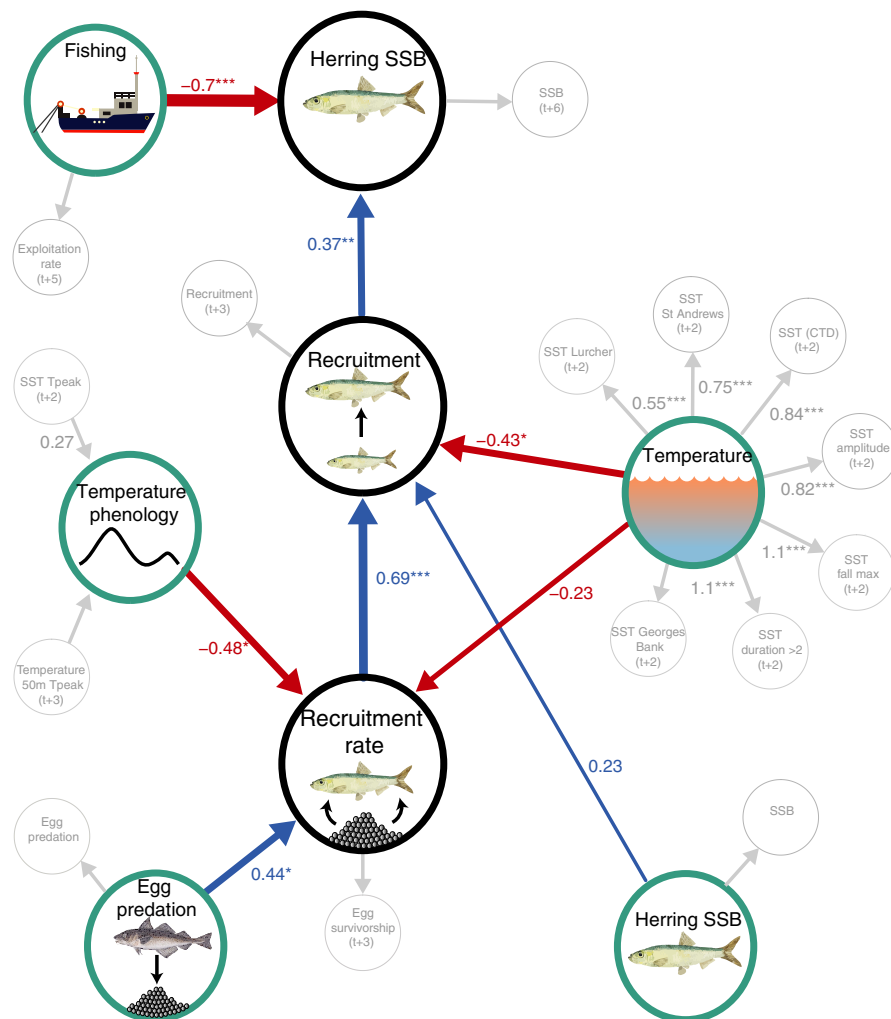 Fishing
−0.7***
Herring SSB
SSB
(t+6)
Exploitation
rate
(t+5)
0.37**
Recruitment
(t+3)
SST
St Andrews
(t+2)
SST (CTD)
(t+2)
SST Lurcher
(t+2)
Recruitment
SST Tpeak
(t+2)
0.55***
0.75***
0.84***
0.27
−0.43*
Temperature
SST
amplitude
(t+2)
0.82***
Temperature
phenology
0.69***
1.1***
SST
fall max
(t+2)
1.1***
−0.23
−0.48*
SST Georges
Bank
(t+2)
SST
duration >2
(t+2)
Temperature
50m Tpeak
(t+3)
Recruitment
rate
0.23
Egg
predation
SSB
0.44*
Egg
predation
Egg
survivorship
(t+3)
Herring SSB